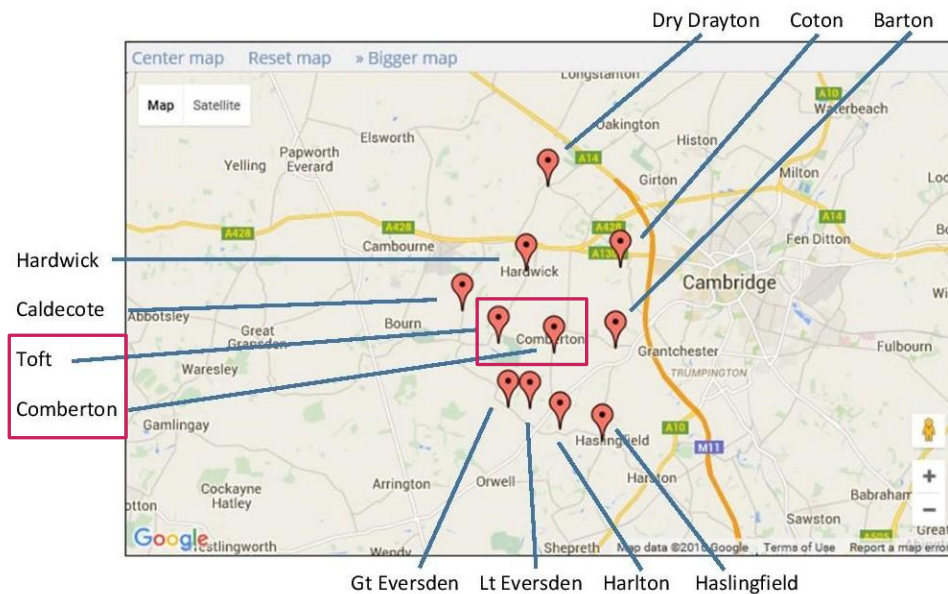 Dry Drayton Coton Barton
Center map Reset map » Bigger map
Longstanton
A10
Map Satellite
Waterbeach
Oakington
Elsworth
Histon
Papworth
Everard
A14
Yelling
Milton
Girton
A14
A428
A428
A428
Fen Ditton
Cambourne
Hardwick
Hardwick
Cambridge
Caldecote
Abbotsley
Bourn
Great
Gransden
Comberton
Toft
Grantchester
Fulbourn
Waresley
TRUMPINGTON
Comberton
Gamlingay
A10
Haslingfield
M11
Arrington
Orwell
Harston
Cockayne
Hatley
Babraham
Sawston
Google
Wendy
Shepreth
Map data ©2016 Google Terms of Use Report a map error
Gt Eversden Lt Eversden Harlton Haslingfield